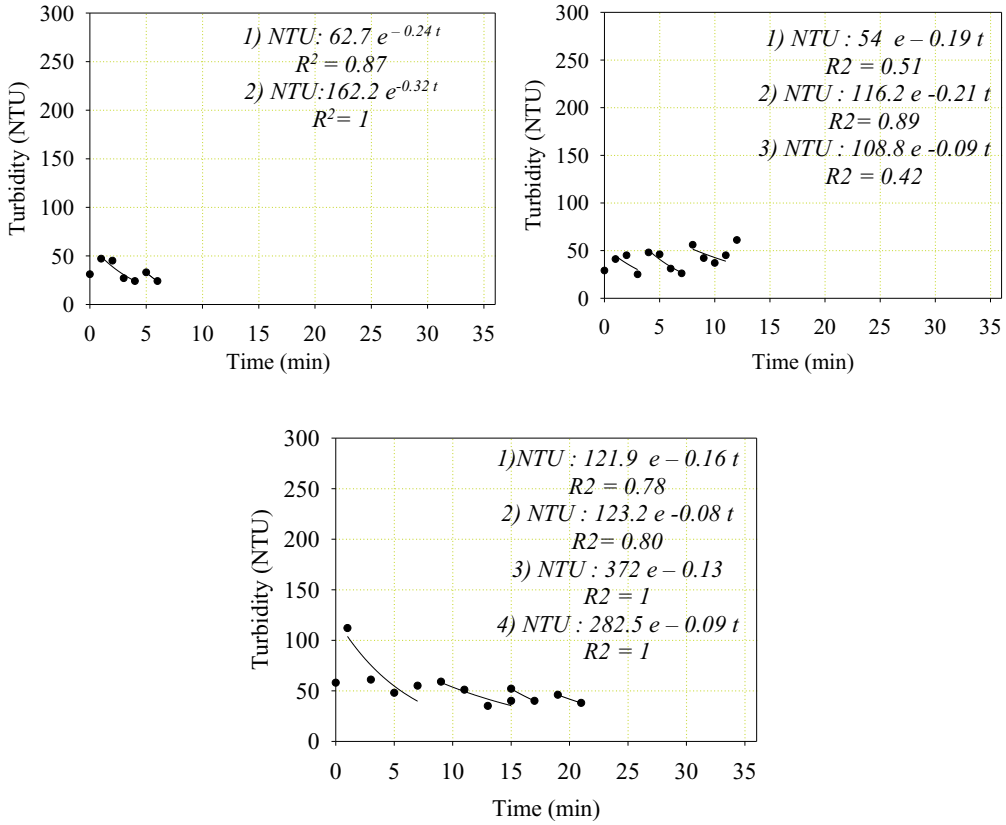 300
250
200
150
100
50
0
Turbidity (NTU)
1) NTU: 62.7 e – 0.24 t
R2 = 0.87
2) NTU:162.2 e-0.32 t
R2= 1
0 5 10 15 20 25 30 35
Time (min)
300
250
200
150
100
50
0
Turbidity (NTU)
1) NTU : 54 e – 0.19 t
R2 = 0.51
2) NTU : 116.2 e -0.21 t
R2= 0.89
3) NTU : 108.8 e -0.09 t
R2 = 0.42
0 5 10 15 20 25 30 35
Time (min)
300
250
200
150
100
50
0
Turbidity (NTU)
1)NTU : 121.9 e – 0.16 t
R2 = 0.78
2) NTU : 123.2 e -0.08 t
R2= 0.80
3) NTU : 372 e – 0.13
R2 = 1
4) NTU : 282.5 e – 0.09 t
R2 = 1
0 5 10 15 20 25 30 35
Time (min)